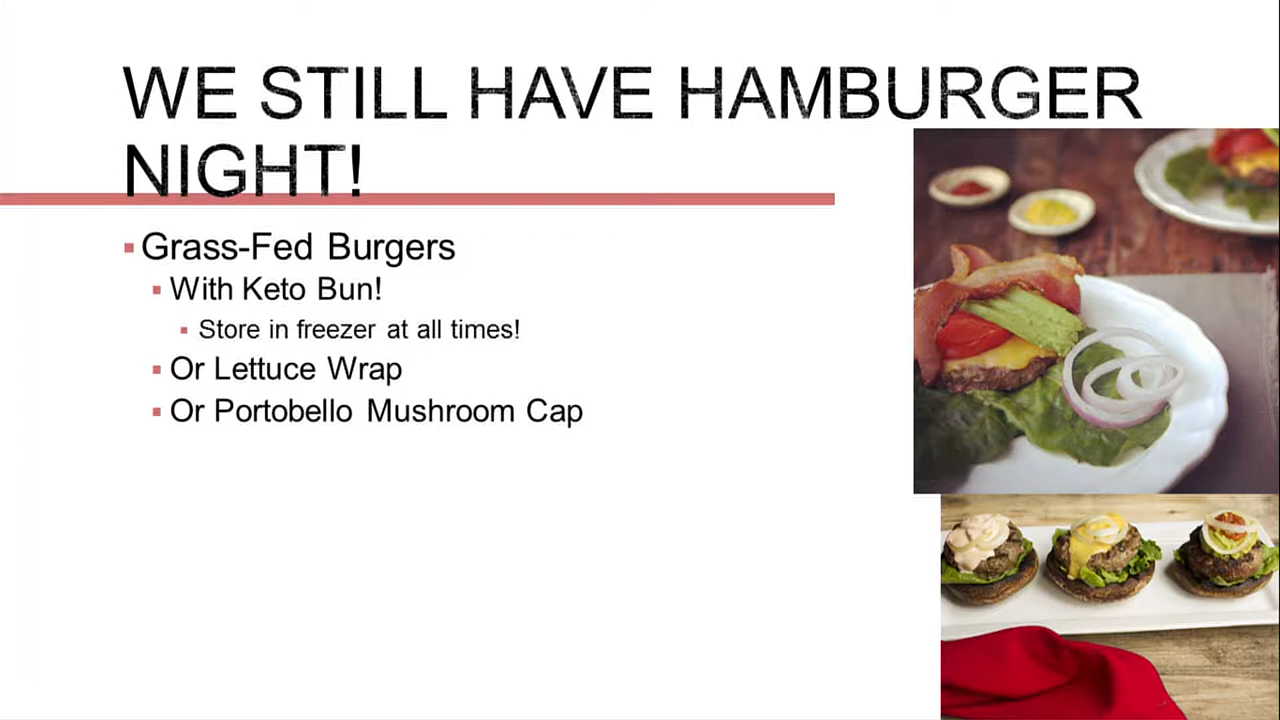 WE STILL HAVE HAMBURGER
NIGHT!
Grass-Fed Burgers
With Keto Bun!
Store in freezer at all times!
Or Lettuce Wrap
Or Portobello Mushroom Cap